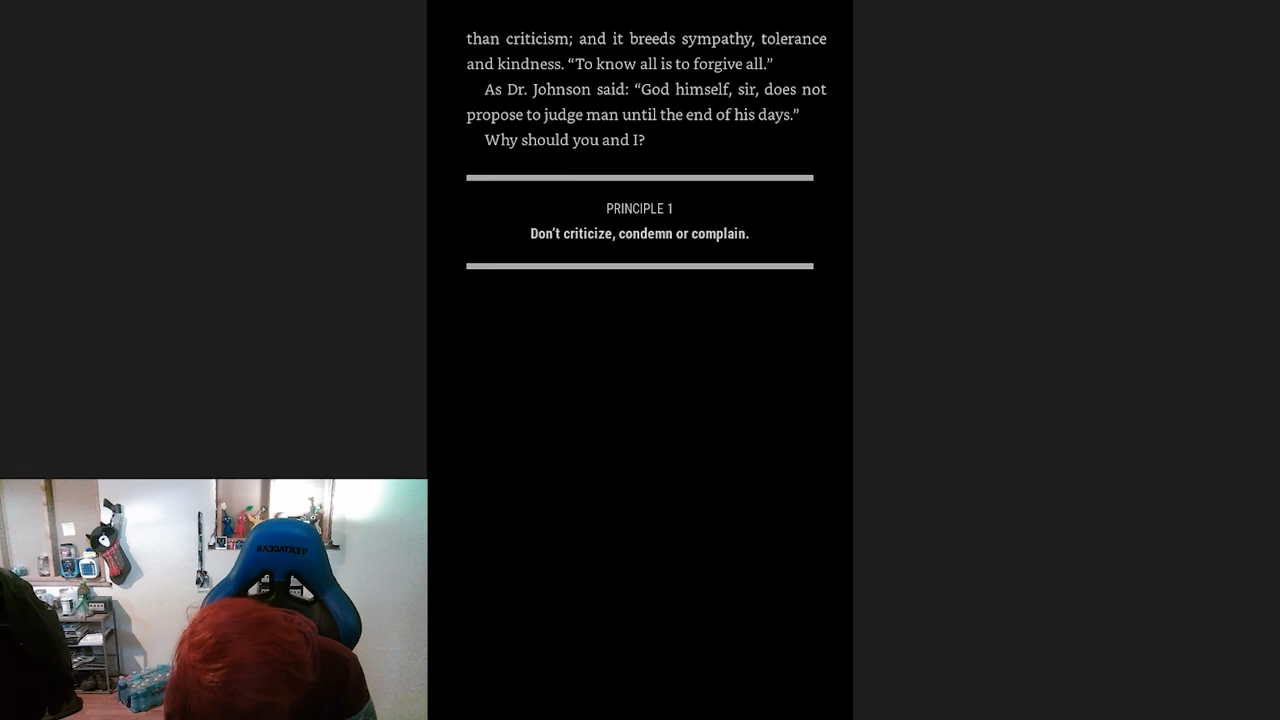 than criticism; and it breeds sympathy, tolerance
and kindness. “To know all is to forgive all.”
As Dr. Johnson said: “God himself, sir, does not
propose to judge man until the end of his days.”
Why should you and I?
PRINCIPLE 1
Don’t criticize, condemn or complain.